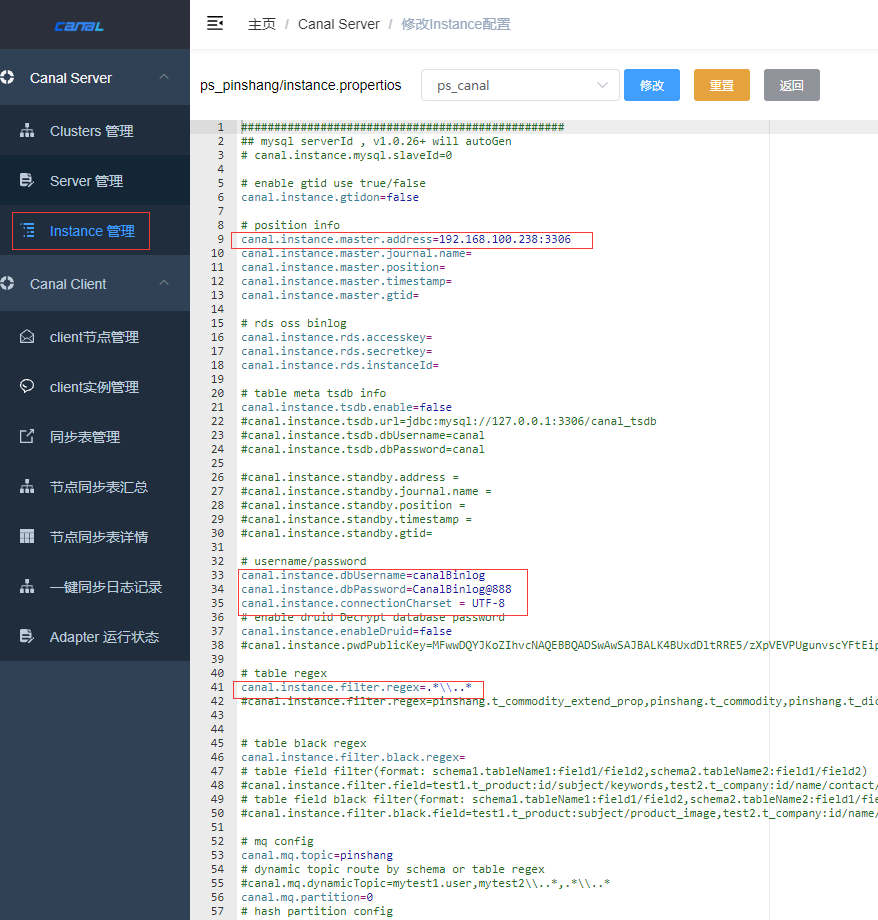 CANAL
主页 / Canal Server / 修改Instance配置
Canal Server
Clusters 管理
Server 管理
Instance 管理
Canal Client
client节点管理
client实例管理
同步表管理
节点同步表汇总
节点同步表详情
一键同步日志记录
Adapter 运行状态
ps_pinshang/instance.propertios ps_canal 修改 重置 返回
1 #################################################
2 ## mysql serverId , v1.0.26+ will autoGen
3 # canal.instance.mysql.slaveId=0
4
5 # enable gtid use true/false
6 canal.instance.gtidon=false
7
8 # position info
9 canal.instance.master.address=192.168.100.238:3306
10 canal.instance.master.journal.name=
11 canal.instance.master.position=
12 canal.instance.master.timestamp=
13 canal.instance.master.gtid=
14
15 # rds oss binlog
16 canal.instance.rds.accesskey=
17 canal.instance.rds.secretkey=
18 canal.instance.rds.instanceId=
19
20 # table meta tsdb info
21 canal.instance.tsdb.enable=false
22 #canal.instance.tsdb.url=jdbc:mysql://127.0.0.1:3306/canal_tsdb
23 #canal.instance.tsdb.dbUsername=canal
24 #canal.instance.tsdb.dbPassword=canal
25
26 #canal.instance.standby.address =
27 #canal.instance.standby.journal.name =
28 #canal.instance.standby.position =
29 #canal.instance.standby.timestamp =
30 #canal.instance.standby.gtid=
31
32 # username/password
33 canal.instance.dbUsername=canalBinlog
34 canal.instance.dbPassword=CanalBinlog@888
35 canal.instance.connectionCharset = UTF-8
36 # enable druid Decrypt database password
37 canal.instance.enableDruid=false
38 #canal.instance.pwdPublicKey=MFwwDQYJKoZIhvcNAQEBBQADSwAwSAJBALK4BUxdDltRRE5/zXpVEVPUgunvscYFtEip
39
40 # table regex
41 canal.instance.filter.regex=.*\\..*
42 #canal.instance.filter.regex=pinshang.t_commodity_extend_prop,pinshang.t_commodity,pinshang.t_dic
43
44
45 # table black regex
46 canal.instance.filter.black.regex=
47 # table field filter(format: schema1.tableName1:field1/field2,schema2.tableName2:field1/field2)
48 #canal.instance.filter.field=test1.t_product:id/subject/keywords,test2.t_company:id/name/contact/
49 # table field black filter(format: schema1.tableName1:field1/field2,schema2.tableName2:field1/fie
50 #canal.instance.filter.black.field=test1.t_product:subject/product_image,test2.t_company:id/name/
51
52 # mq config
53 canal.mq.topic=pinshang
54 # dynamic topic route by schema or table regex
55 #canal.mq.dynamicTopic=mytest1.user,mytest2\\..*,.*\\..*
56 canal.mq.partition=0
57 # hash partition config